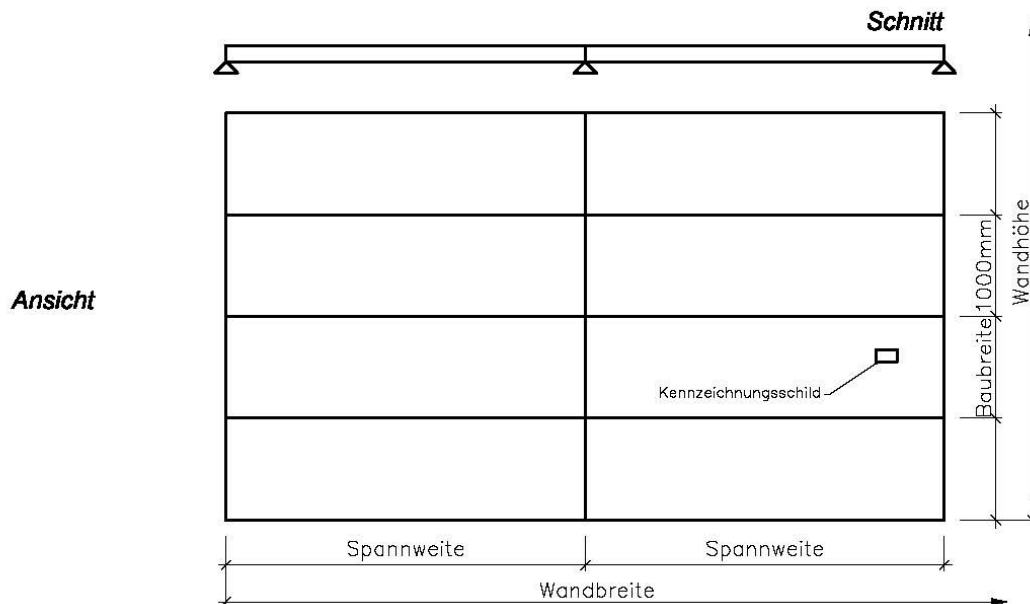 Schnitt
Ansicht
Wandhöhe
Baubreite 1000mm
Kennzeichnungsschild
Spannweite
Spannweite
Wandbreite